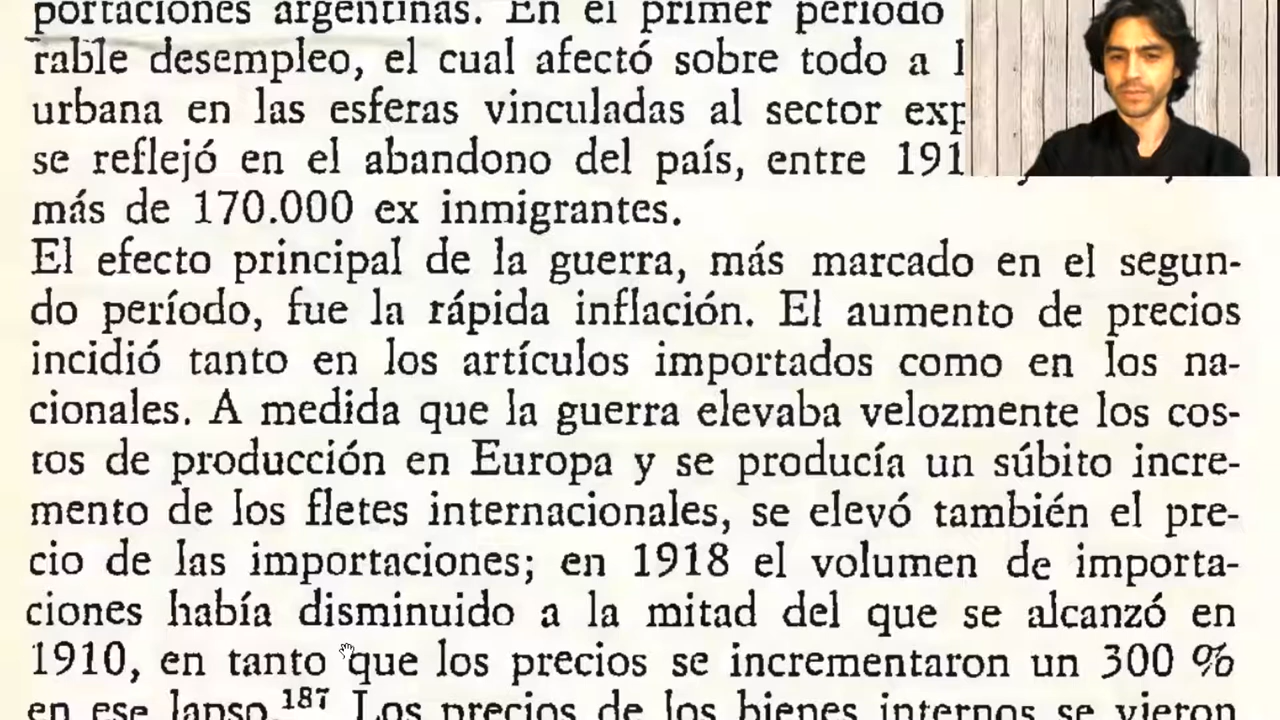 portaciones argentinas. En el primer período
rable desempleo, el cual afectó sobre todo a
urbana en las esferas vinculadas al sector
se reflejó en el abandono del país, entre
más de 170.000 ex inmigrantes.
El efecto principal de la guerra, más marcado en el segun-
do período, fue la rápida inflación. El aumento de precios
incidió tanto en los artículos importados como en los na-
cionales. A medida que la guerra elevaba velozmente los cos-
tos de producción en Europa y se producía un súbito incre-
mento de los fletes internacionales, se elevó también el pre-
cio de las importaciones; en 1918 el volumen de importa-
ciones había disminuido a la mitad del que se alcanzó en
1910, en tanto que los precios se incrementaron un 300 %
en ese lapso.187 Los precios de los bienes internos se vieron